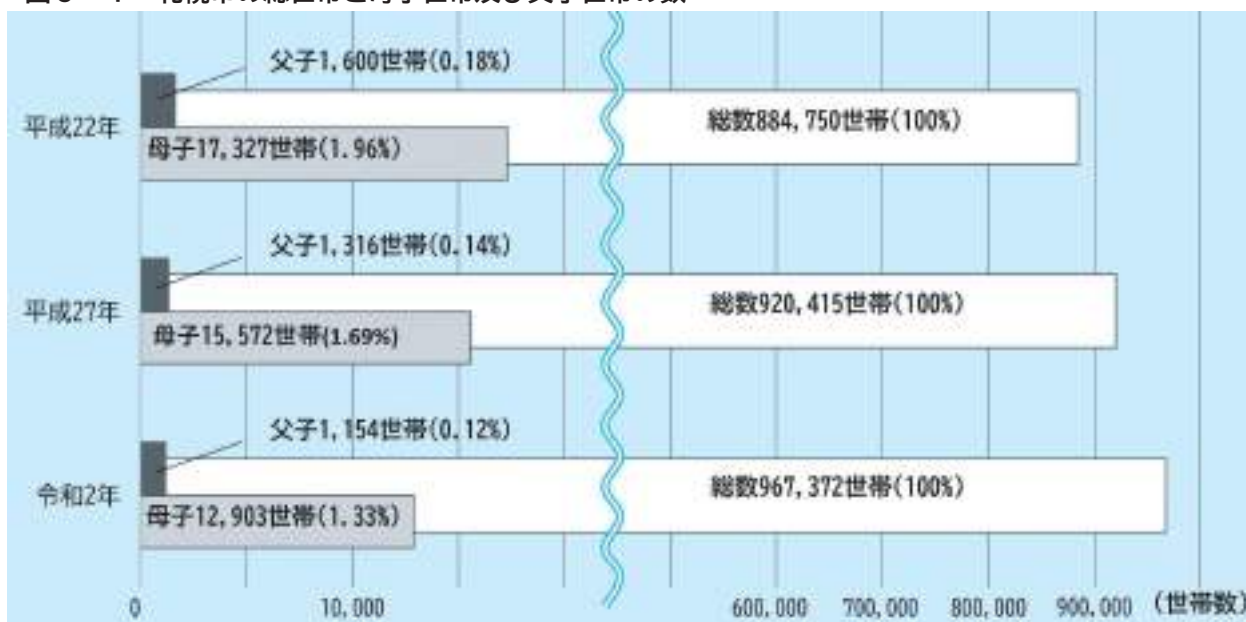 父子1,600世帯(0.18%)
平成22年
総数884,750世帯(100%)
母子17,327世帯(1.96%)
父子1,316世帯(0.14%)
平成27年
総数920,415世帯(100%)
母子15,572世帯(1.69%)
父子1,154世帯(0.12%)
令和2年
総数967,372世帯(100%)
母子12,903世帯(1.33%)
0 10,000 600,000 700,000 800,000 900,000 (世帯数)